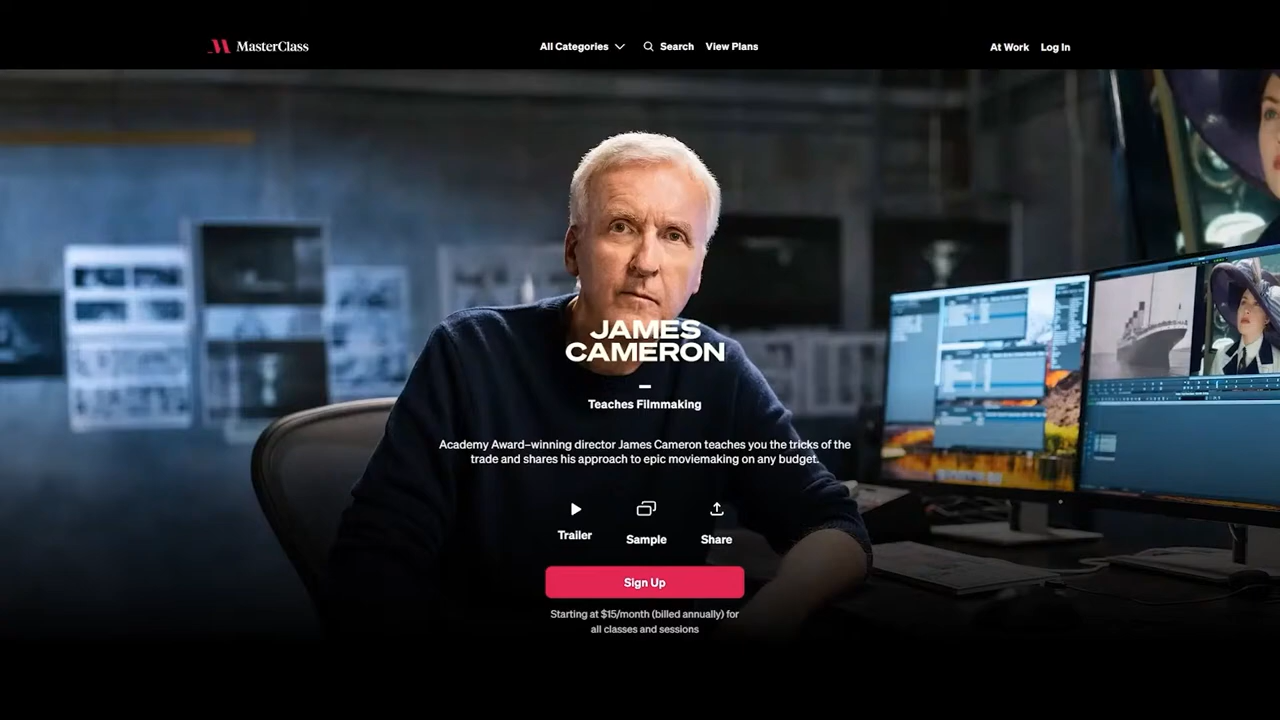 MasterClass
All Categories
Search
View Plans
At Work
Log In
JAMES
CAMERON
Teaches Filmmaking
Academy Award–winning director James Cameron teaches you the tricks of the
trade and shares his approach to epic moviemaking on any budget.
Trailer
Sample
Share
Sign Up
Starting at $15/month (billed annually) for
all classes and sessions